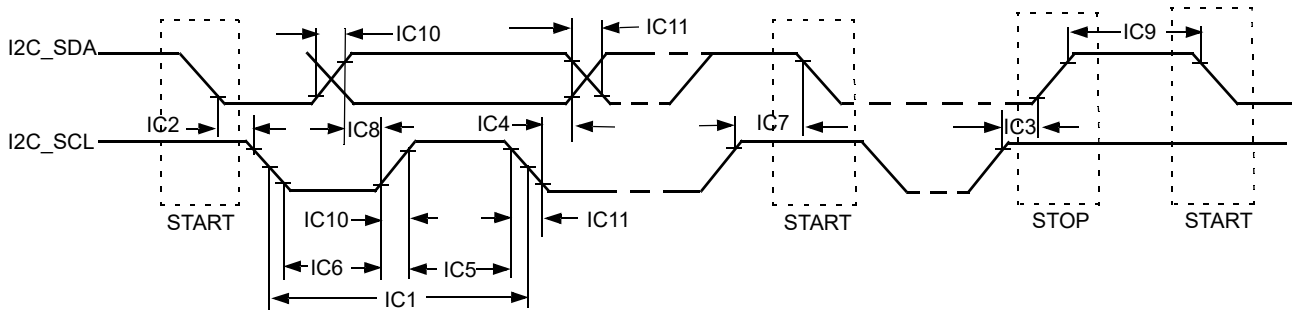 IC10
IC11
IC9
I2C_SDA
IC2
IC8
IC4
IC7
IC3
I2C_SCL
START
IC10
IC11
START
STOP
START
IC6
IC5
IC1